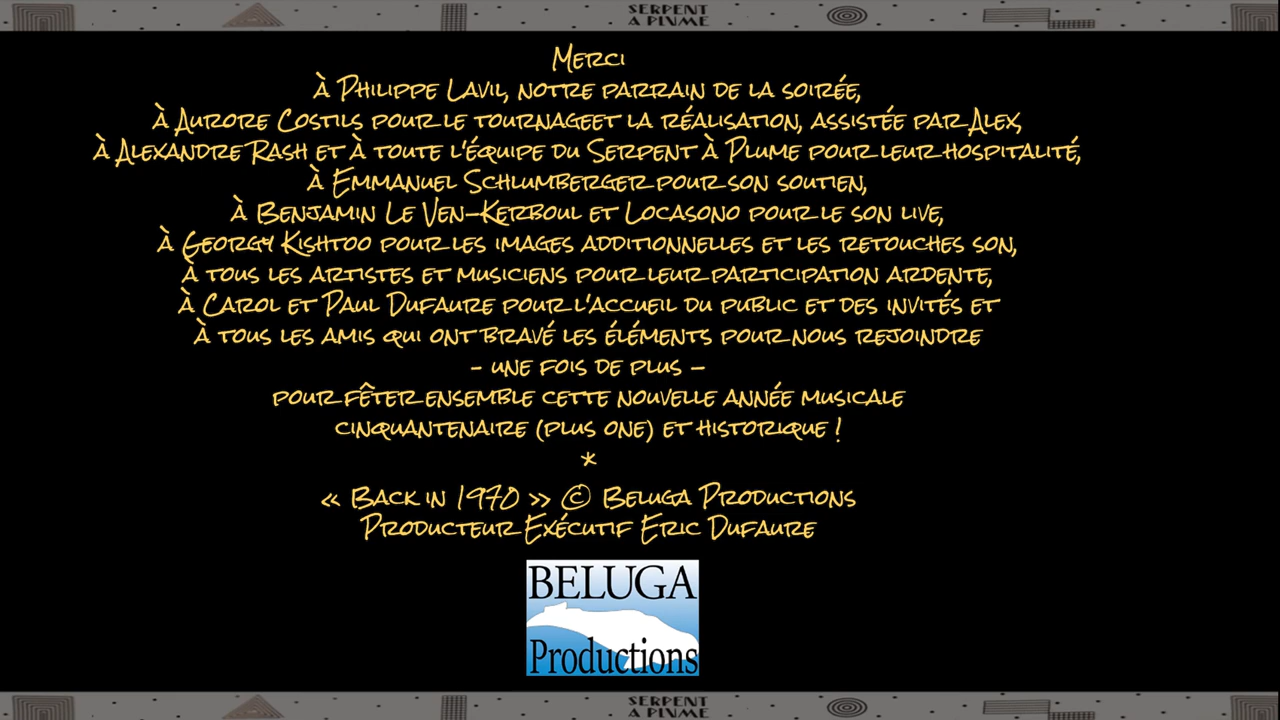 SERPENT
A PLUME
Merci
à Philippe Lavil, notre parrain de la soirée,
à Aurore Costils pour le tournageet la réalisation, assistée par Alex,
à Alexandre Rash et à toute l'équipe du Serpent à Plume pour leur hospitalité,
à Emmanuel Schlumberger pour son soutien,
à Benjamin Le Ven-Kerboul et Locasono pour le son live,
à Georgy Kishtoo pour les images additionnelles et les retouches son,
à tous les artistes et musiciens pour leur participation ardente,
à Carol et Paul Dufaure pour l'accueil du public et des invités et
à tous les amis qui ont bravé les éléments pour nous rejoindre
- une fois de plus -
pour fêter ensemble cette nouvelle année musicale
cinquantenaire (plus one) et historique !
*
« Back in 1970 » © Beluga Productions
Producteur Exécutif Eric Dufaure
BELUGA
Productions
SERPENT
A PLUME